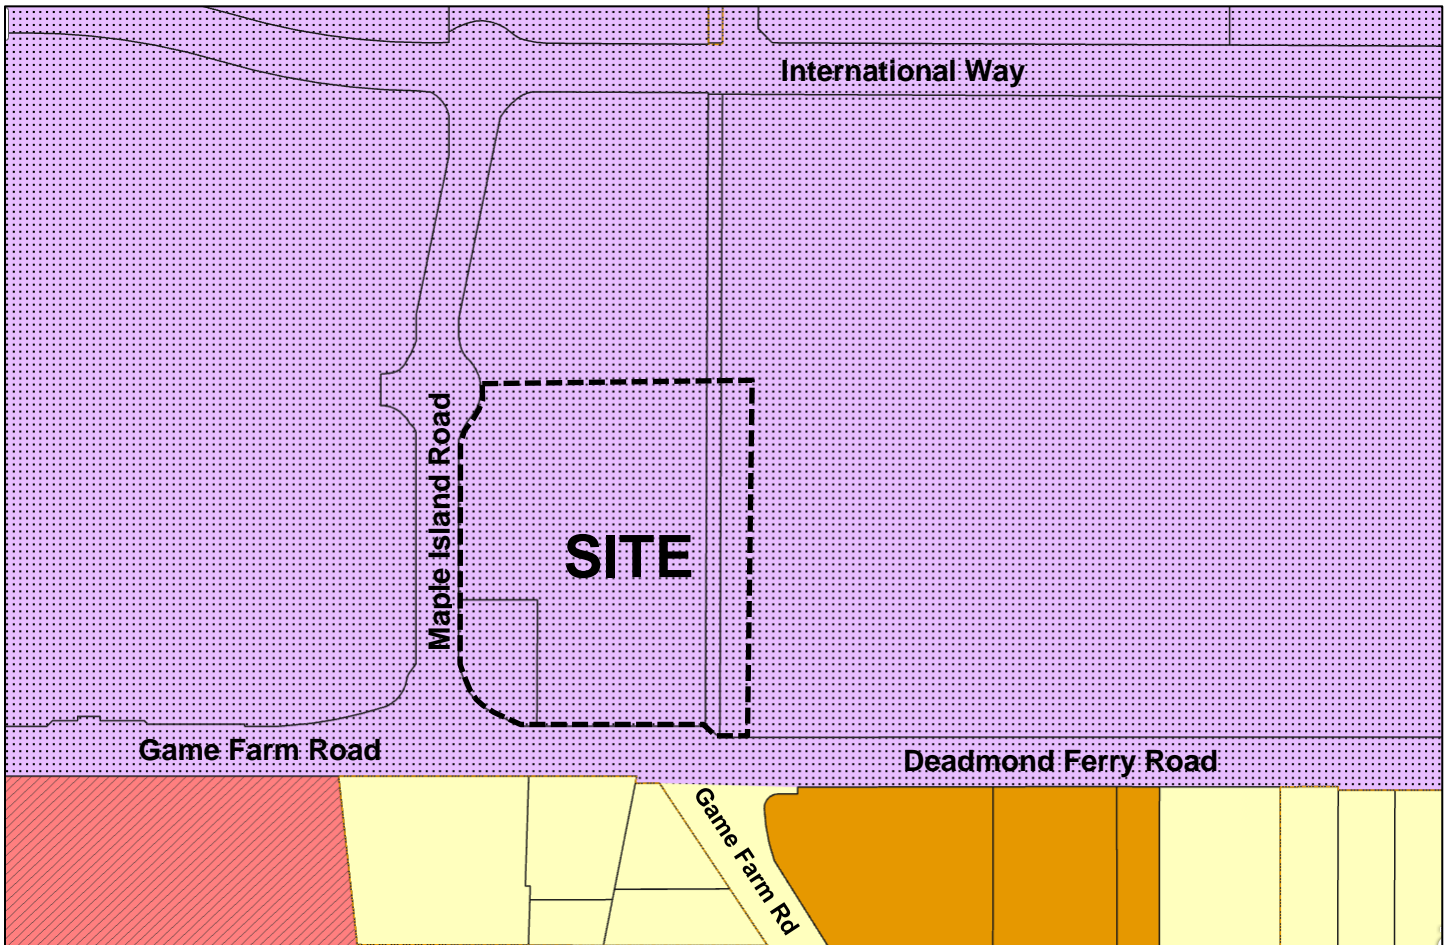 International Way
Maple Island Road
SITE
Game Farm Road
Deadmond Ferry Road
Game Farm Rd